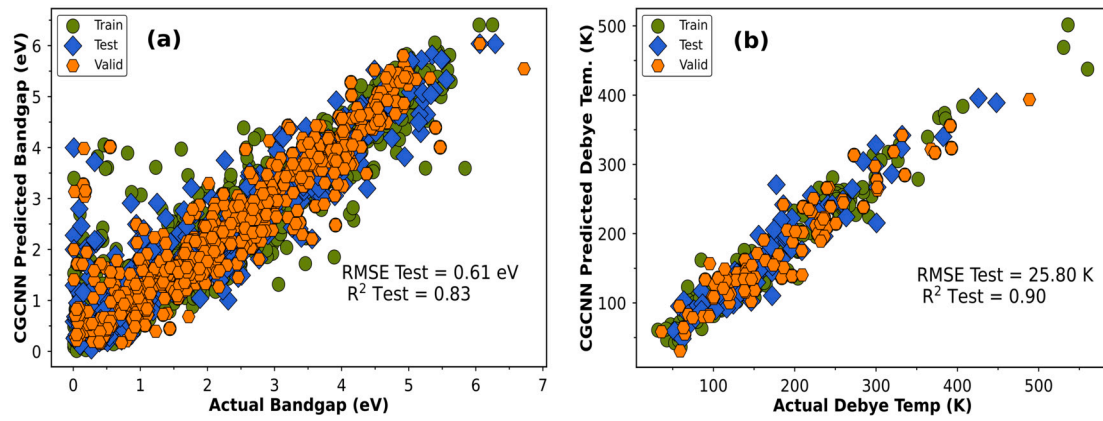 Train
Test
Valid
(a)
CGCNN Predicted Bandgap (eV)
6
5
4
3
2
1
0
RMSE Test = 0.61 eV
R² Test = 0.83
0 1 2 3 4 5 6 7
Actual Bandgap (eV)
Train
Test
Valid
(b)
CGCNN Predicted Debye Tem. (K)
500
400
300
200
100
RMSE Test = 25.80 K
R² Test = 0.90
100 200 300 400 500
Actual Debye Temp (K)